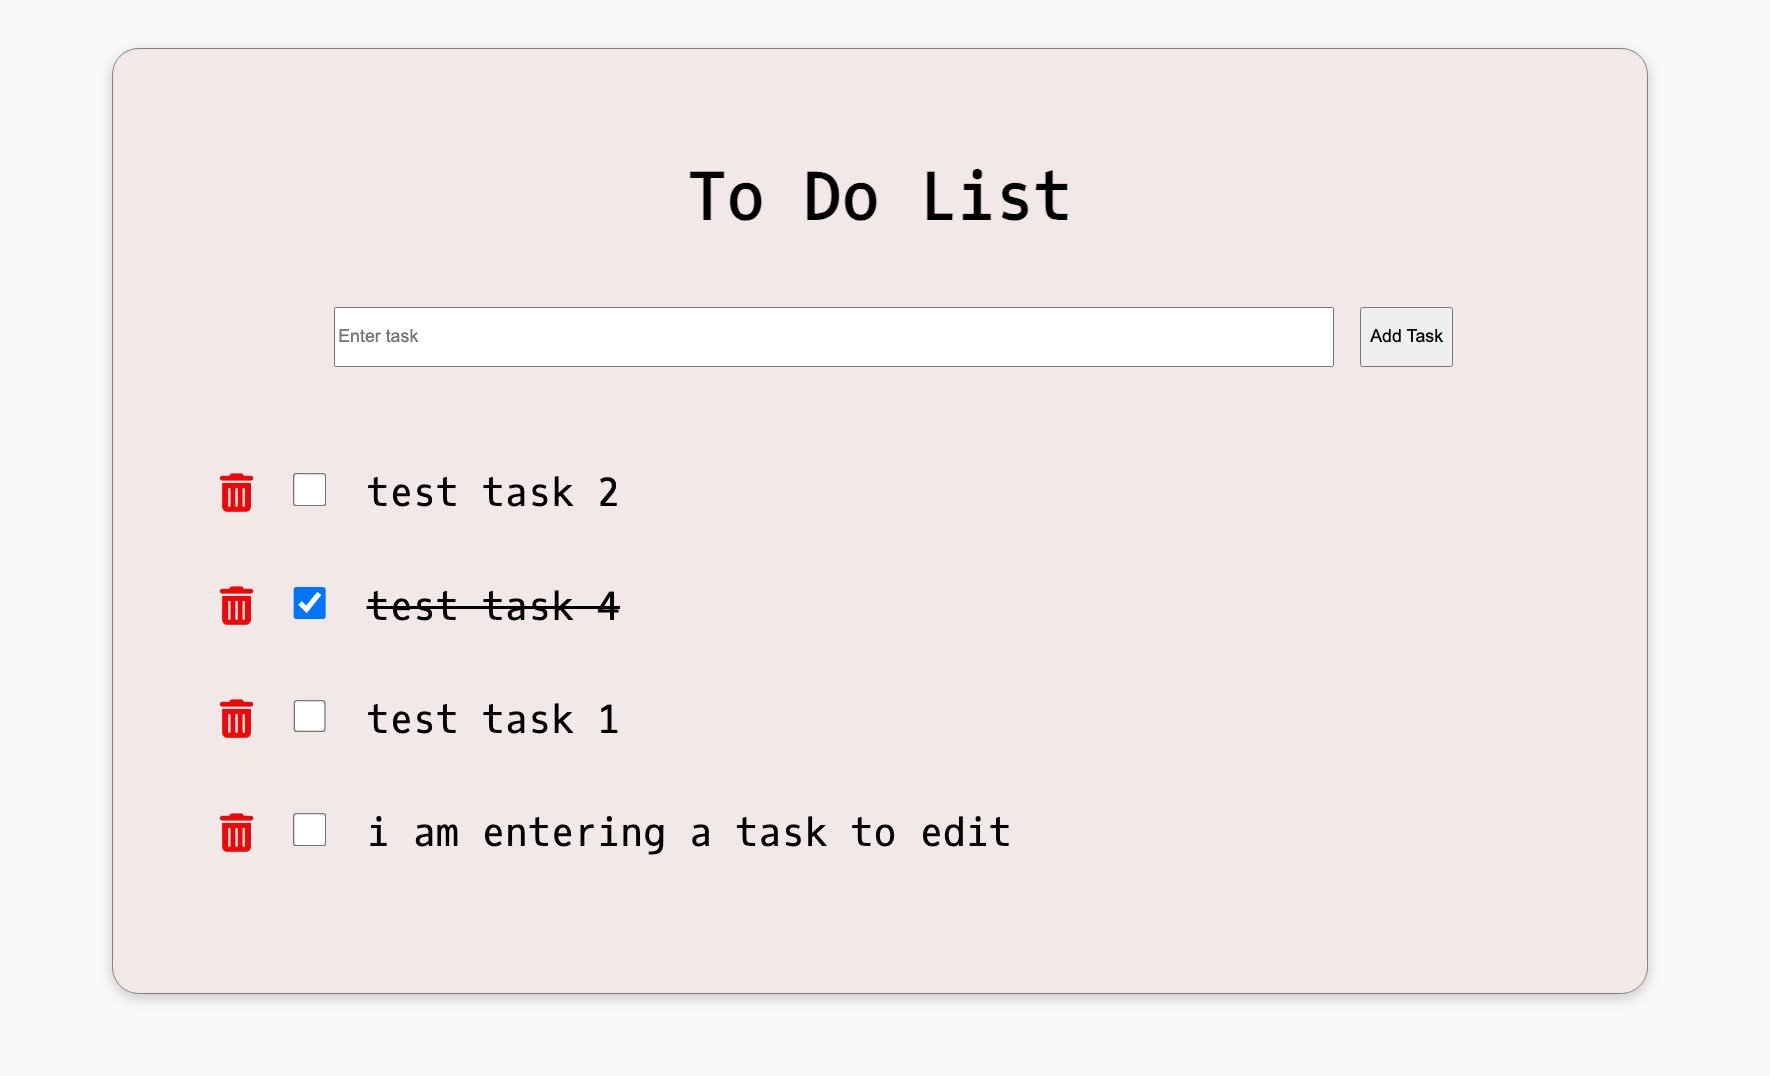 To Do List
Enter task
Add Task
test task 2
test task 4
test task 1
i am entering a task to edit